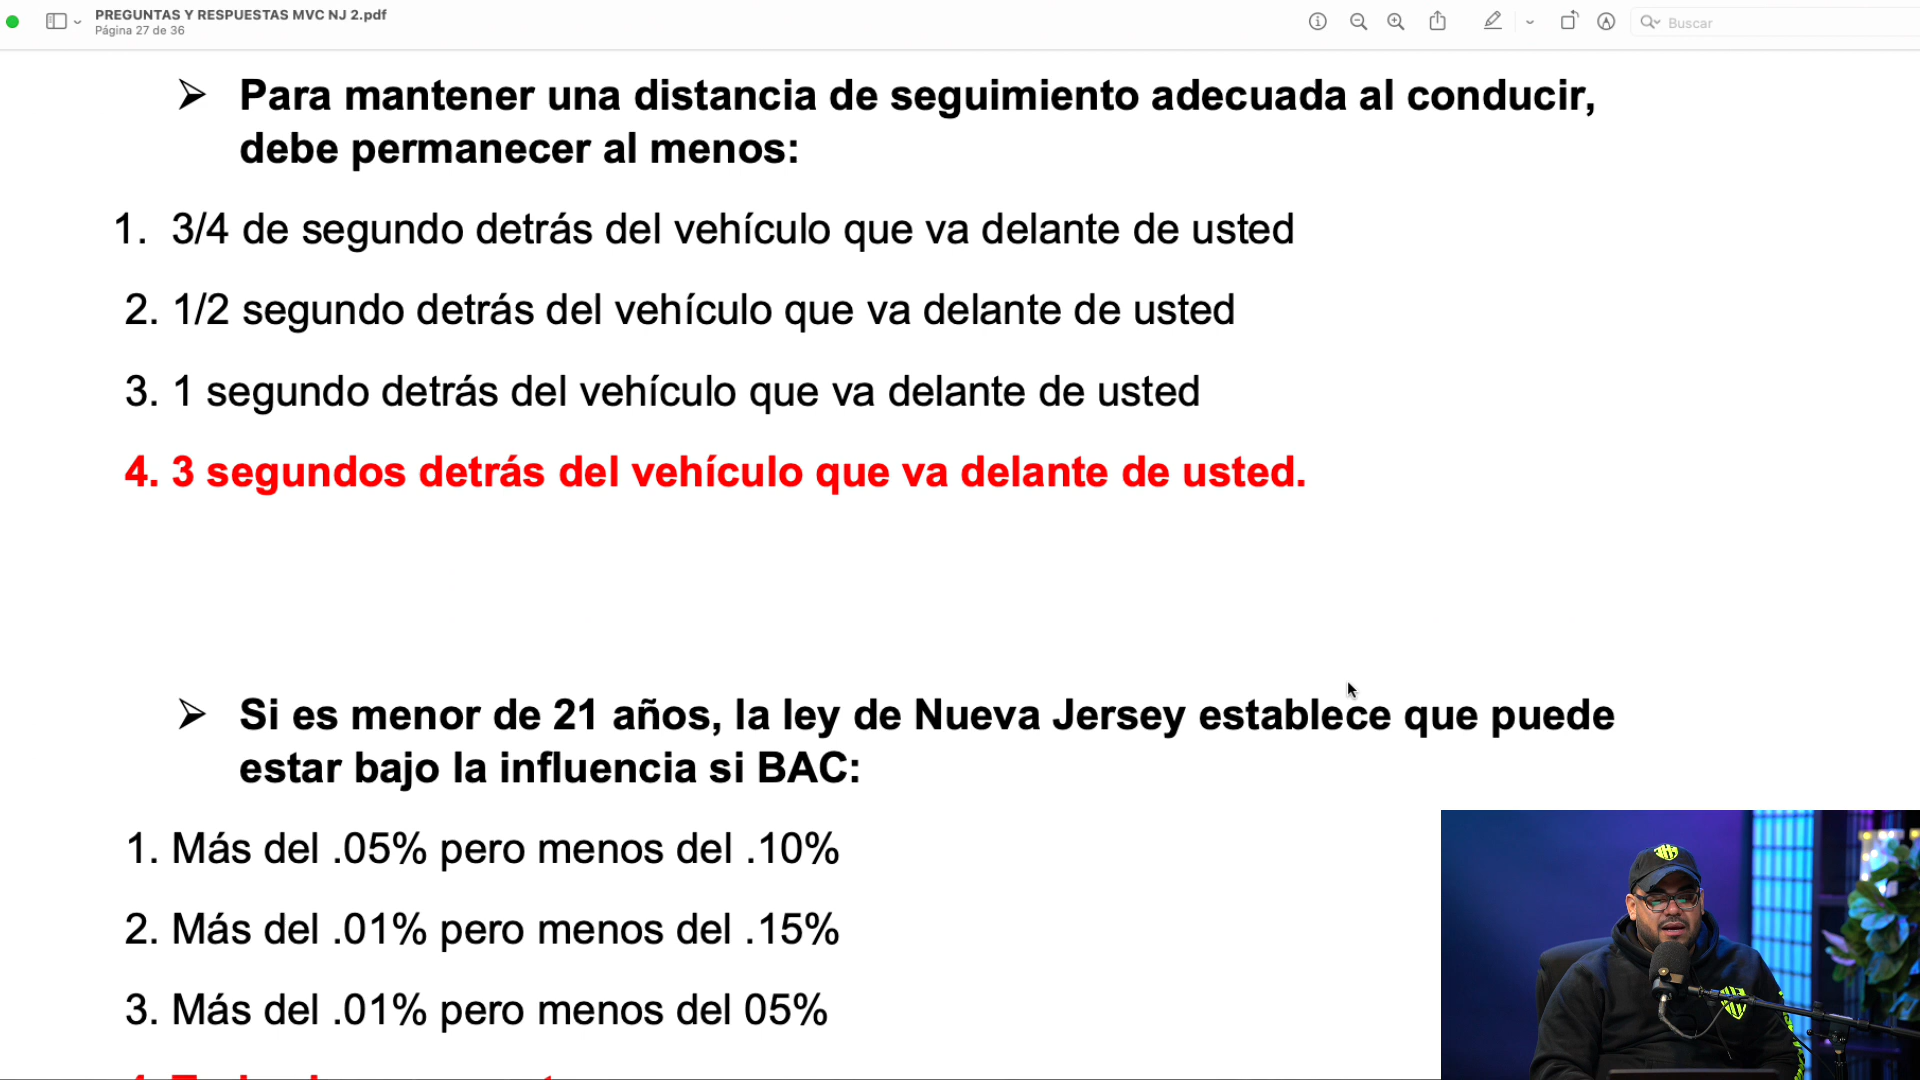 PREGUNTAS Y RESPUESTAS MVC NJ 2.pdf
Página 27 de 36
Buscar
➢ Para mantener una distancia de seguimiento adecuada al conducir,
debe permanecer al menos:
1. 3/4 de segundo detrás del vehículo que va delante de usted
2. 1/2 segundo detrás del vehículo que va delante de usted
3. 1 segundo detrás del vehículo que va delante de usted
4. 3 segundos detrás del vehículo que va delante de usted.
➢ Si es menor de 21 años, la ley de Nueva Jersey establece que puede
estar bajo la influencia si BAC:
1. Más del .05% pero menos del .10%
2. Más del .01% pero menos del .15%
3. Más del .01% pero menos del 05%